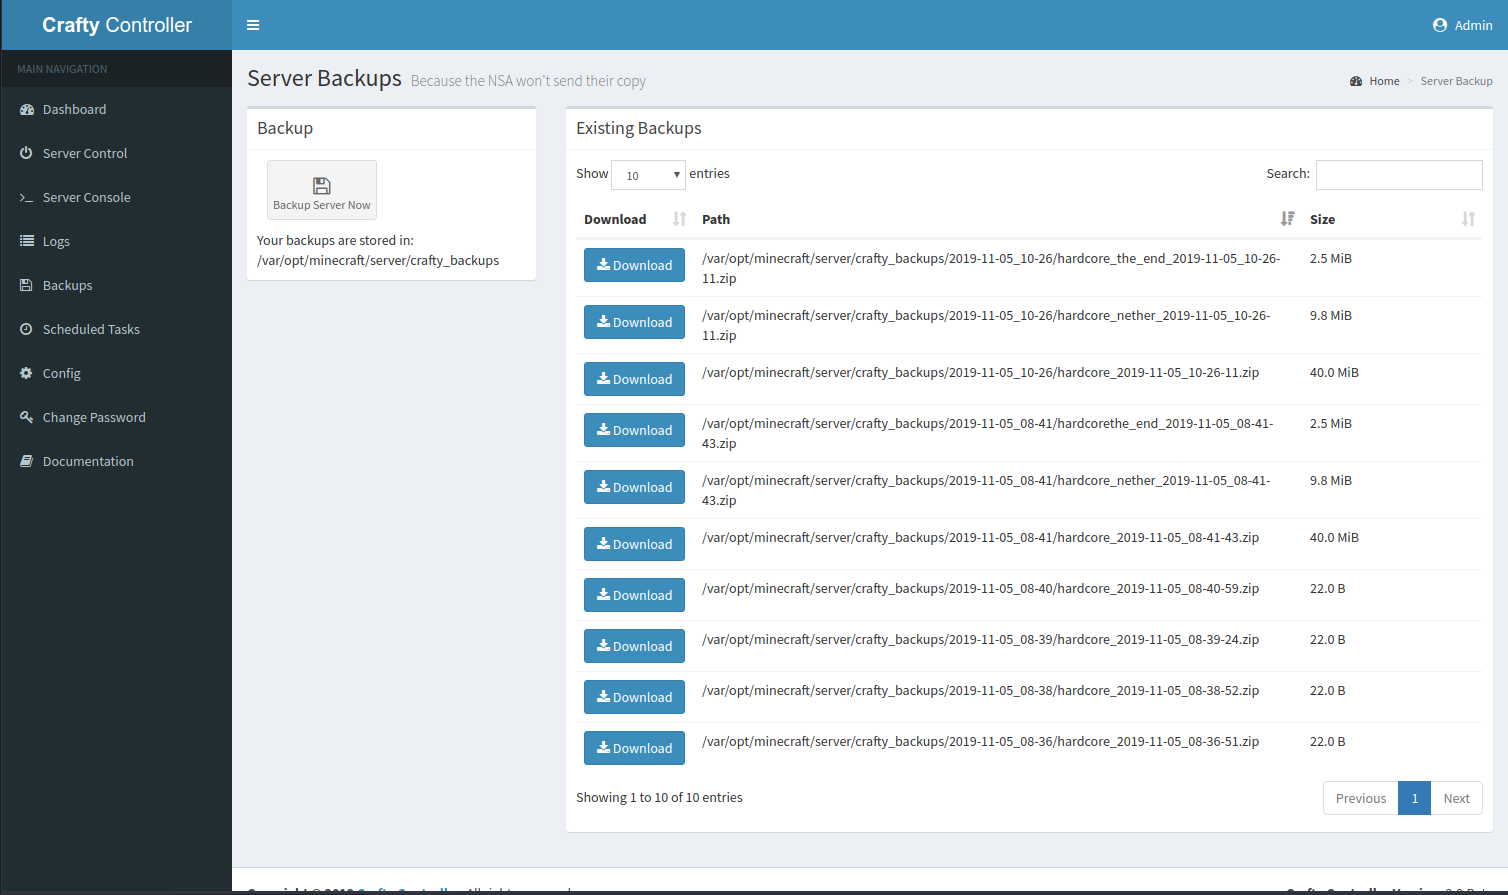 Crafty Controller
Admin
MAIN NAVIGATION
Dashboard
Server Control
Server Console
Logs
Backups
Scheduled Tasks
Config
Change Password
Documentation
Server Backups Because the NSA won't send their copy
Home > Server Backup
Backup
Backup Server Now
Your backups are stored in:
/var/opt/minecraft/server/crafty_backups
Existing Backups
Show 10 entries
Search:
Download Path Size
Download /var/opt/minecraft/server/crafty_backups/2019-11-05_10-26/hardcore_the_end_2019-11-05_10-26- 2.5 MiB
11.zip
Download /var/opt/minecraft/server/crafty_backups/2019-11-05_10-26/hardcore_nether_2019-11-05_10-26- 9.8 MiB
11.zip
Download /var/opt/minecraft/server/crafty_backups/2019-11-05_10-26/hardcore_2019-11-05_10-26-11.zip 40.0 MiB
Download /var/opt/minecraft/server/crafty_backups/2019-11-05_08-41/hardcorethe_end_2019-11-05_08-41- 2.5 MiB
43.zip
Download /var/opt/minecraft/server/crafty_backups/2019-11-05_08-41/hardcore_nether_2019-11-05_08-41- 9.8 MiB
43.zip
Download /var/opt/minecraft/server/crafty_backups/2019-11-05_08-41/hardcore_2019-11-05_08-41-43.zip 40.0 MiB
Download /var/opt/minecraft/server/crafty_backups/2019-11-05_08-40/hardcore_2019-11-05_08-40-59.zip 22.0 B
Download /var/opt/minecraft/server/crafty_backups/2019-11-05_08-39/hardcore_2019-11-05_08-39-24.zip 22.0 B
Download /var/opt/minecraft/server/crafty_backups/2019-11-05_08-38/hardcore_2019-11-05_08-38-52.zip 22.0 B
Download /var/opt/minecraft/server/crafty_backups/2019-11-05_08-36/hardcore_2019-11-05_08-36-51.zip 22.0 B
Showing 1 to 10 of 10 entries
Previous 1 Next